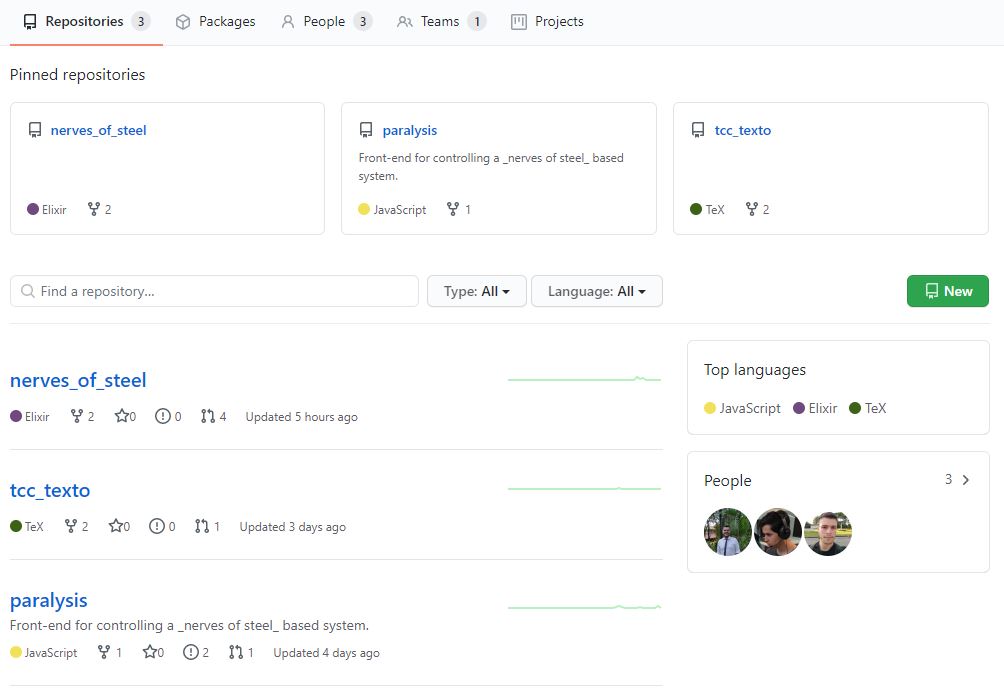 Repositories 3 Packages People 3 Teams 1 Projects
Pinned repositories
nerves_of_steel
Elixir 2
paralysis
Front-end for controlling a _nerves of steel_ based
system.
JavaScript 1
tcc_texto
TeX 2
Find a repository...
Type: All
Language: All
New
nerves_of_steel
Elixir 2 0 0 4 Updated 5 hours ago
tcc_texto
TeX 2 0 0 1 Updated 3 days ago
paralysis
Front-end for controlling a _nerves of steel_ based system.
JavaScript 1 0 2 1 Updated 4 days ago
Top languages
JavaScript Elixir TeX
People 3